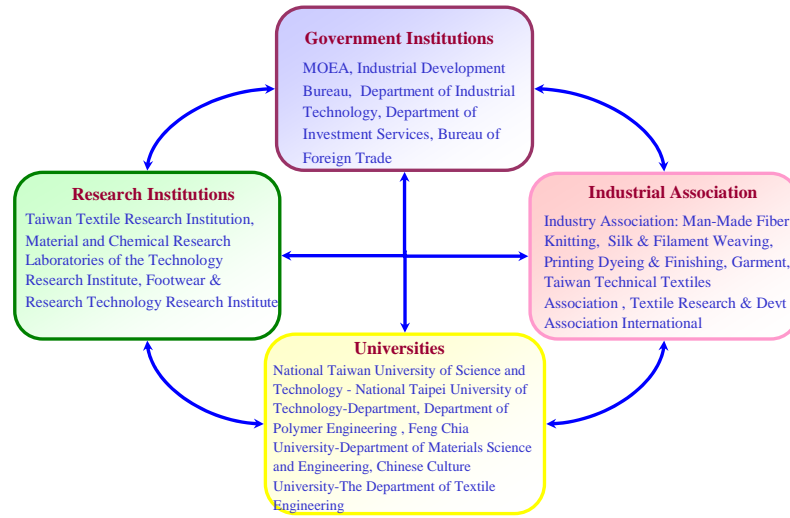 Government Institutions
MOEA, Industrial Development
Bureau, Department of Industrial
Technology, Department of
Investment Services, Bureau of
Foreign Trade
Research Institutions
Taiwan Textile Research Institution,
Material and Chemical Research
Laboratories of the Technology
Research Institute, Footwear &
Research Technology Research Institute
Industrial Association
Industry Association: Man-Made Fiber
Knitting, Silk & Filament Weaving,
Printing Dyeing & Finishing, Garment,
Taiwan Technical Textiles
Association , Textile Research & Devt
Association International
Universities
National Taiwan University of Science and
Technology - National Taipei University of
Technology-Department, Department of
Polymer Engineering , Feng Chia
University-Department of Materials Science
and Engineering, Chinese Culture
University-The Department of Textile
Engineering